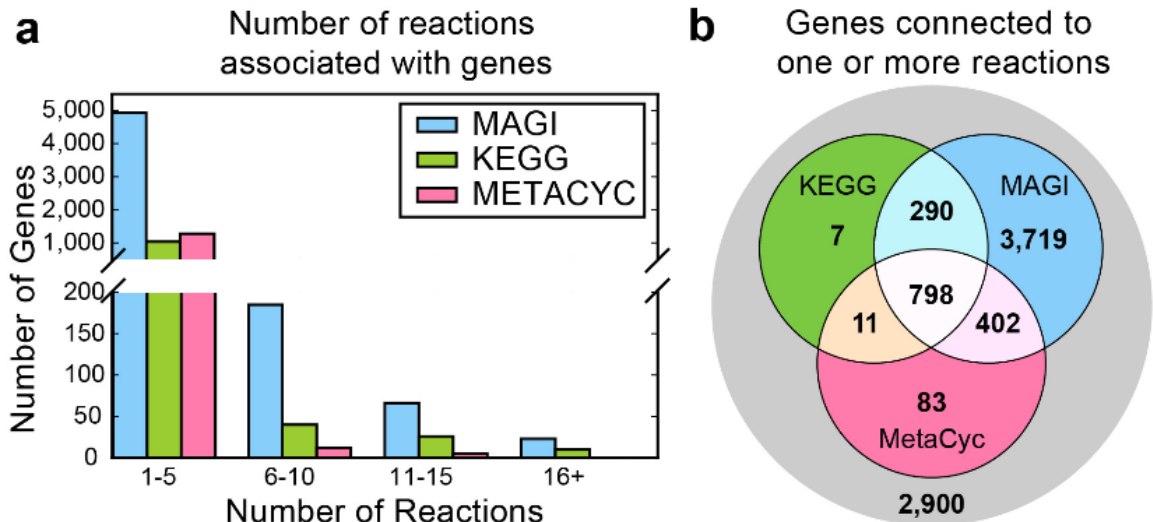 a
Number of reactions
associated with genes
Number of Genes
5,000
4,000
3,000
2,000
1,000
200
150
100
50
0
MAGI
KEGG
METACYC
1-5
6-10
11-15
16+
Number of Reactions
b
Genes connected to
one or more reactions
KEGG
MAGI
290
7
3,719
798
11
402
83
MetaCyc
2,900